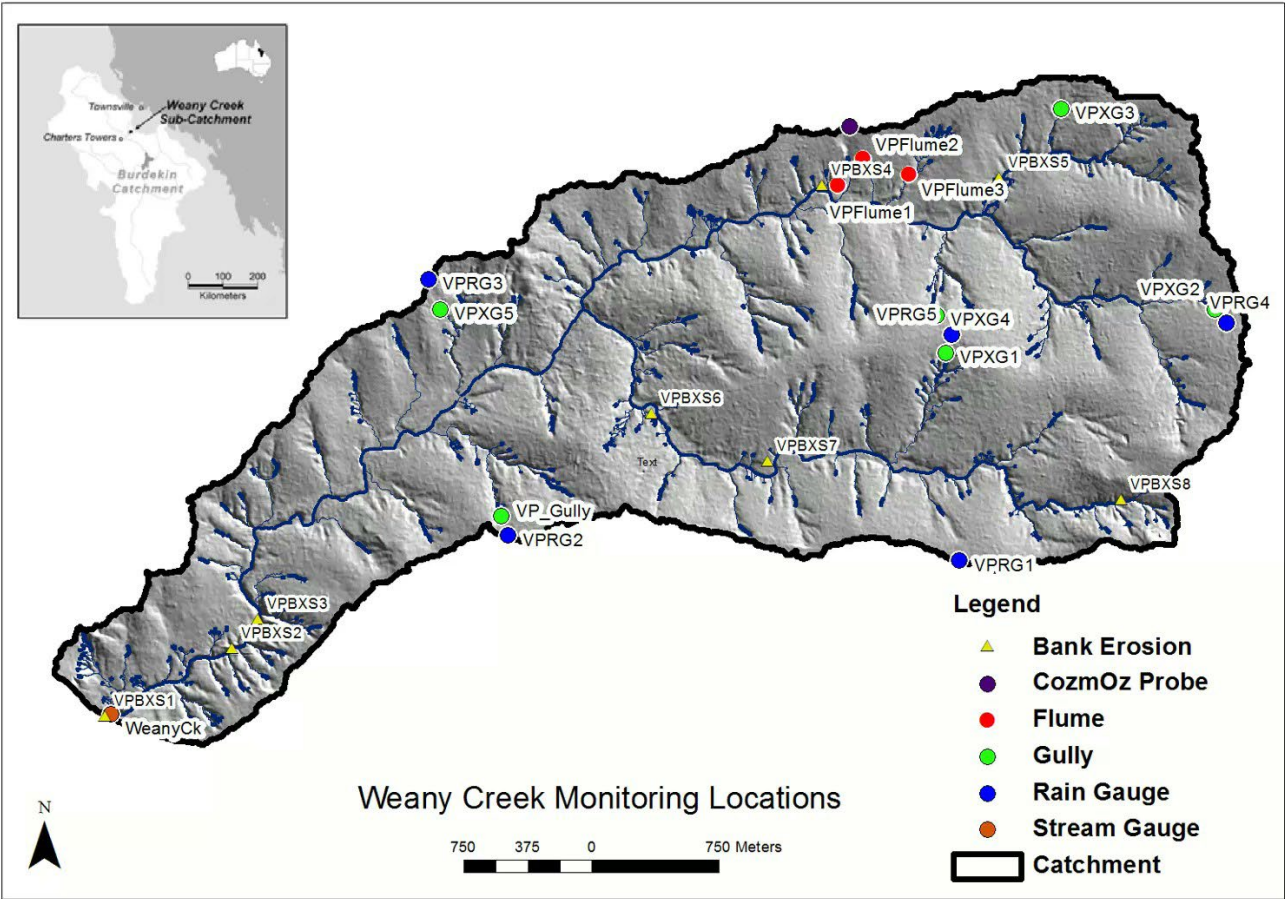 Townsville
Weany Creek
Sub-Catchment
Charters Towers
Burdekin
Catchment
0 100 200
Kilometers
VPXG3
VPFlume2
VPBXS5
VPBXS4
VPFlume3
VPFlume1
VPRG3
VPXG2
VPRG4
VPXG5
VPRG5
VPXG4
VPXG1
VPBXS6
VPBXS7
Text
VPBXS8
VP_Gully
VPRG2
VPRG1
VPBXS3
VPBXS2
VPBXS1
WeanyCk
Legend
Bank Erosion
CozmOz Probe
Flume
Gully
Rain Gauge
Stream Gauge
Catchment
N
Weany Creek Monitoring Locations
750 375 0 750 Meters